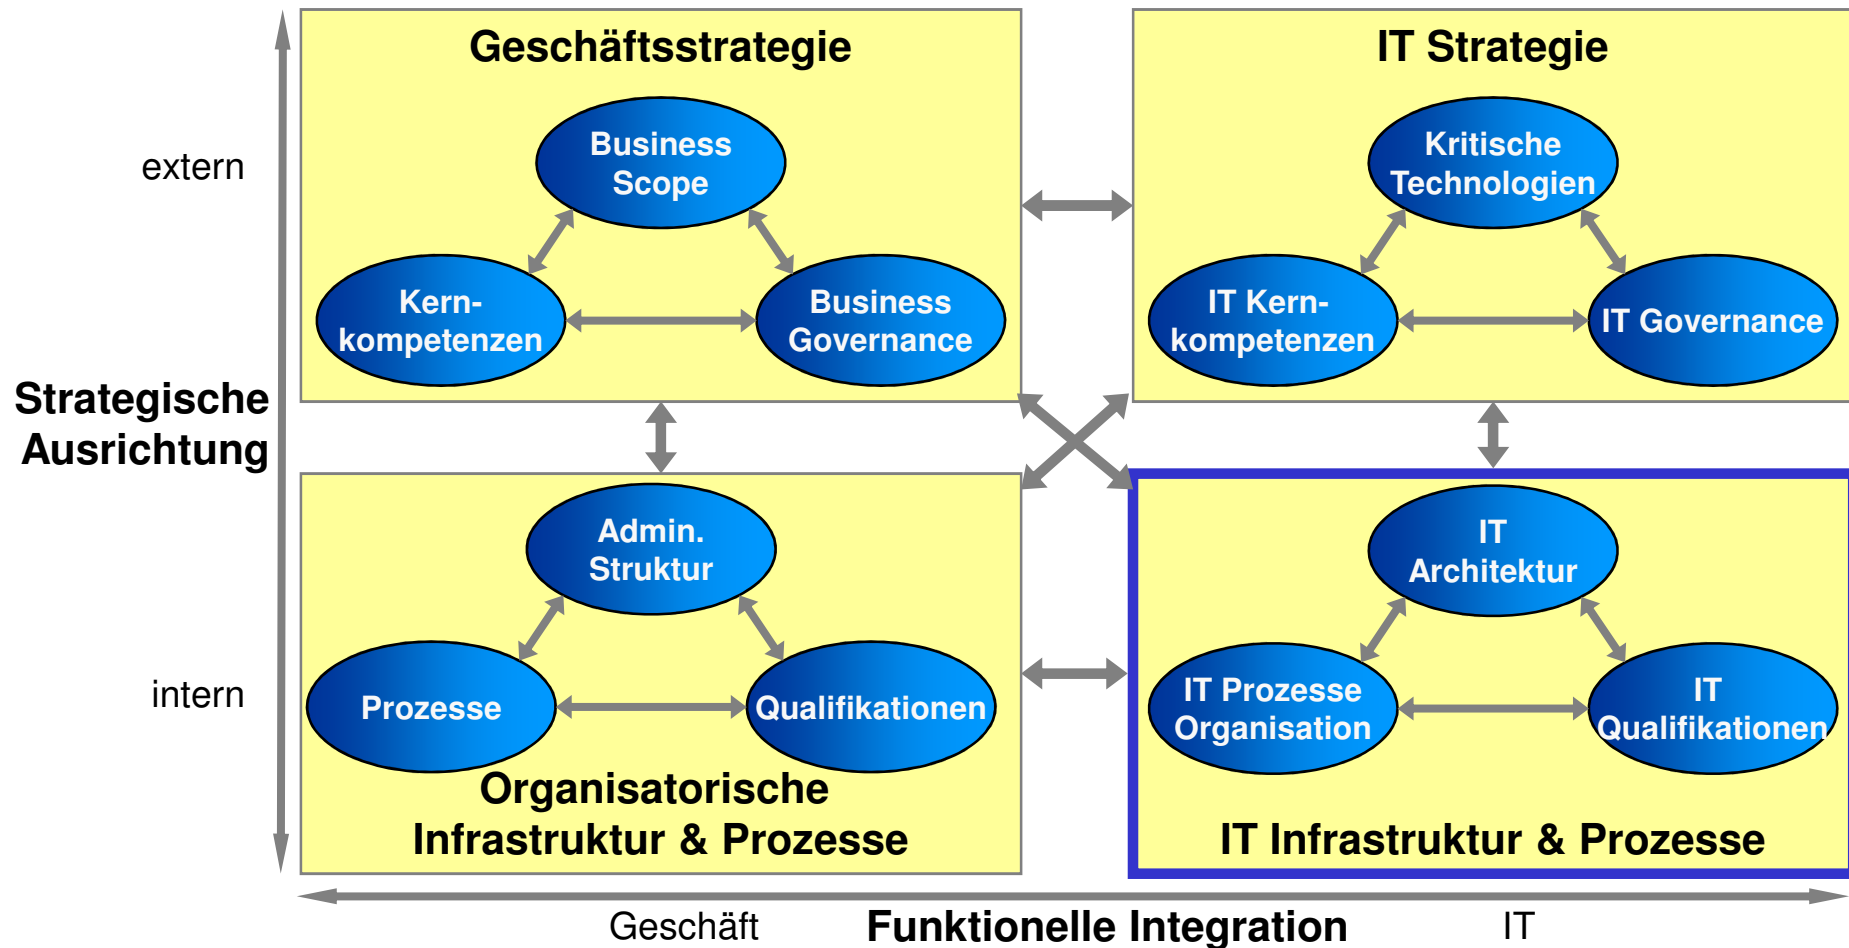 Geschäftsstrategie
IT Strategie
extern
Business
Scope
Kern-
kompetenzen
Business
Governance
Kritische
Technologien
IT Kern-
kompetenzen
IT Governance
Strategische
Ausrichtung
intern
Admin.
Struktur
Prozesse
Qualifikationen
Organisatorische
Infrastruktur & Prozesse
IT
Architektur
IT Prozesse
Organisation
IT
Qualifikationen
IT Infrastruktur & Prozesse
Geschäft
Funktionelle Integration
IT